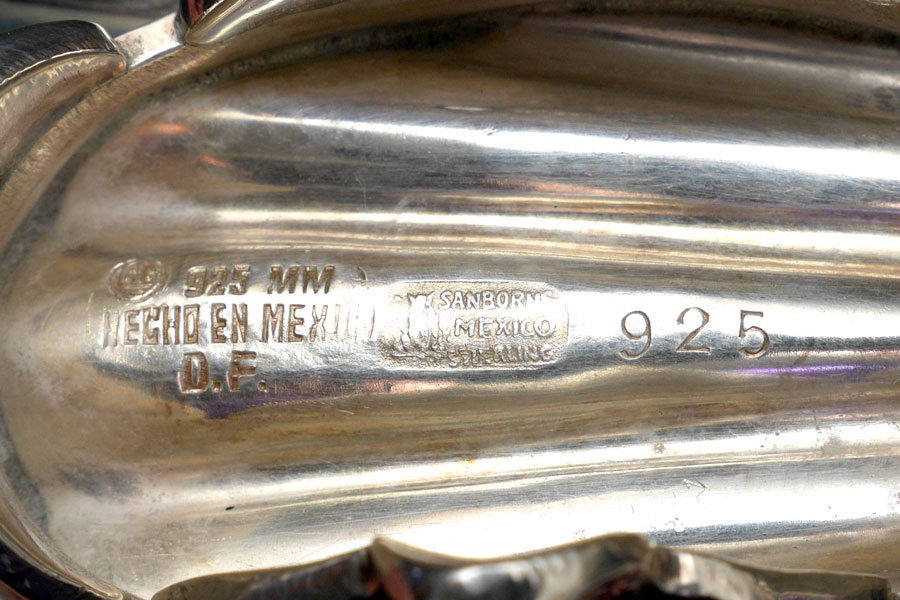 925 MM
HECHO EN MEXICO
D.F.
SANBORNS
MEXICO
STERLING
925